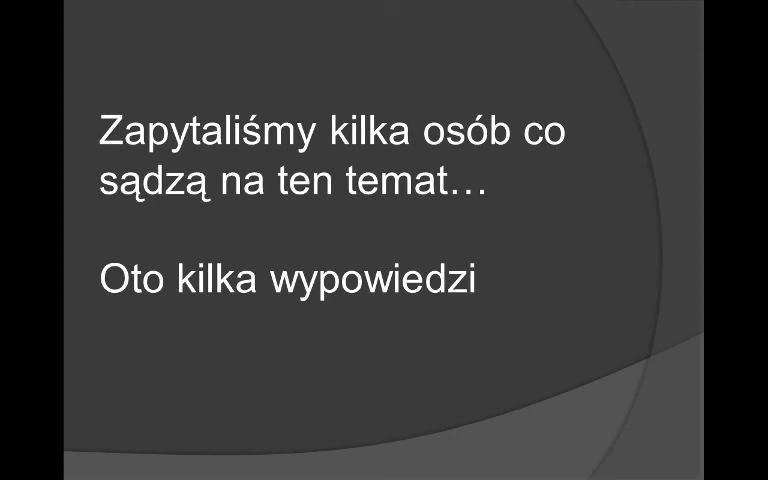 Zapytaliśmy kilka osób co
sądzą na ten temat…
Oto kilka wypowiedzi